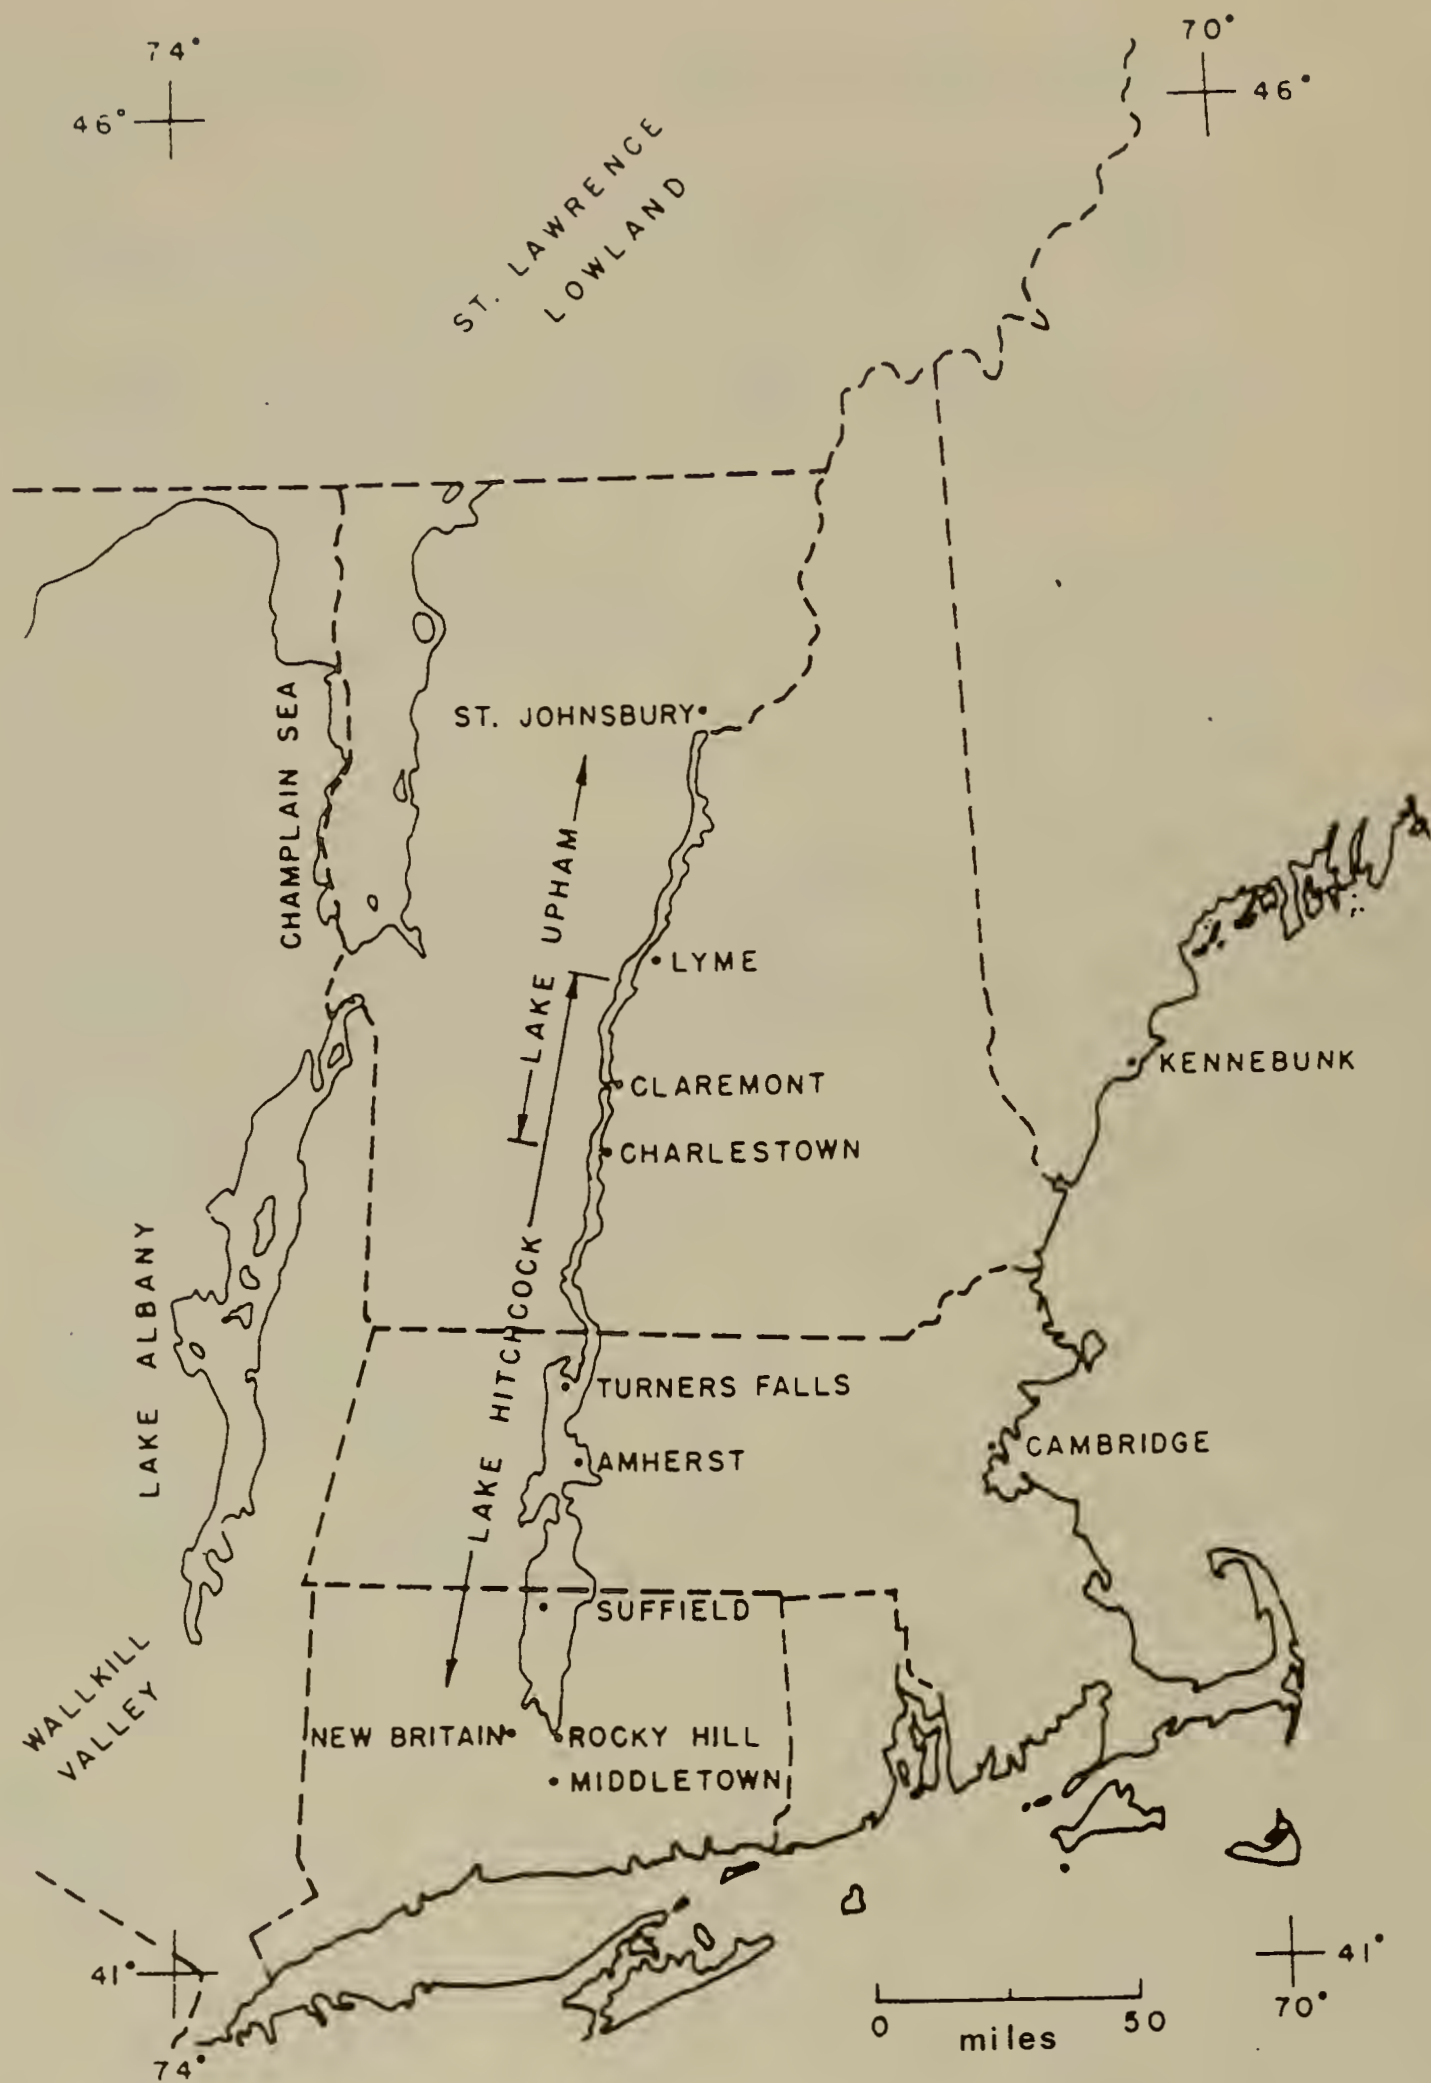 74°
70°
46°
46°
ST. LAWRENCE
LOWLAND
CHAMPLAIN SEA
ST. JOHNSBURY
LAKE UPHAM
LYME
KENNEBUNK
CLAREMONT
CHARLESTOWN
LAKE ALBANY
LAKE HITCHCOCK
TURNERS FALLS
CAMBRIDGE
AMHERST
SUFFIELD
WALLKILL
VALLEY
NEW BRITAIN
ROCKY HILL
MIDDLETOWN
41°
41°
0
50
miles
70°
74°